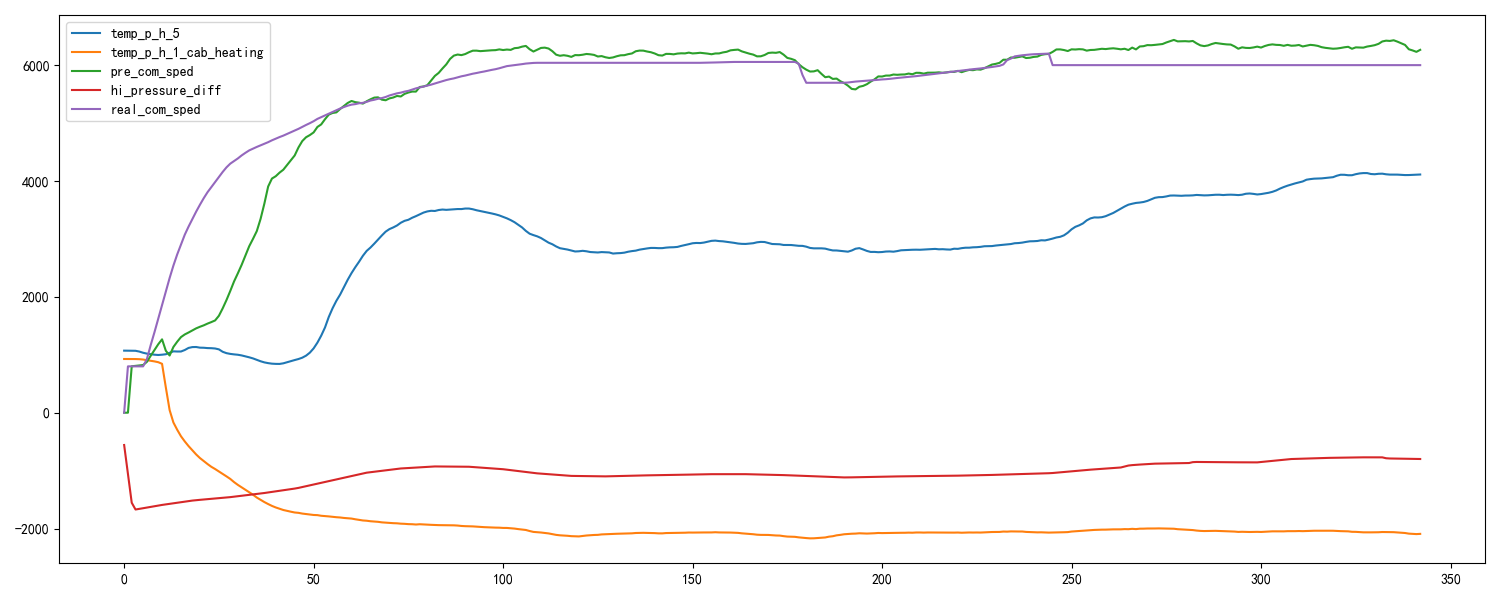 temp_p_h_5
temp_p_h_1_cab_heating
pre_com_sped
hi_pressure_diff
real_com_sped
6000
4000
2000
0
−2000
0 50 100 150 200 250 300 350